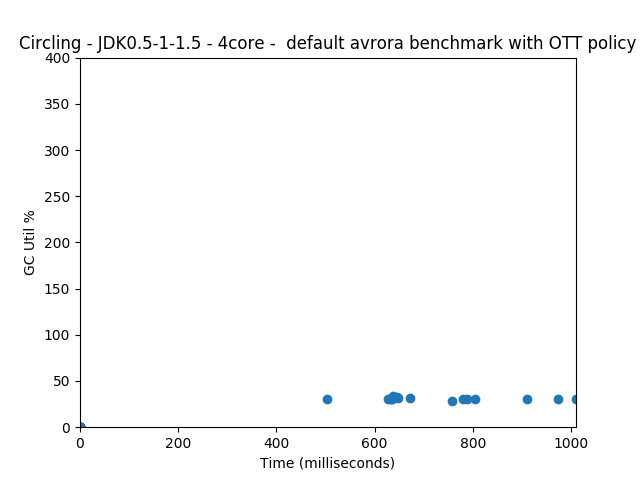 Circling - JDK0.5-1-1.5 - 4core -  default avrora benchmark with OTT policy
400
350
300
250
200
150
100
50
0
GC Util %
0 200 400 600 800 1000
Time (milliseconds)